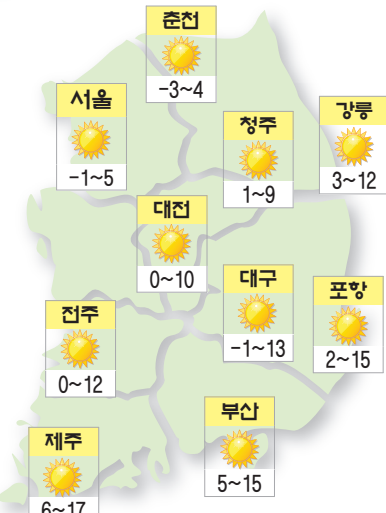 춘천
-3~4
서울
-1~5
청주
1~9
강릉
3~12
대전
0~10
대구
-1~13
포항
2~15
전주
0~12
부산
5~15
제주
6~17